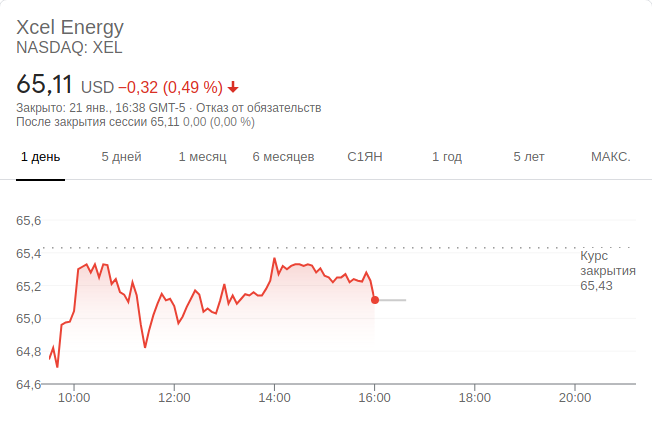 Xcel Energy
NASDAQ: XEL
65,11 USD −0,32 (0,49 %)
Закрыто: 21 янв., 16:38 GMT-5 · Отказ от обязательств
После закрытия сессии 65,11 0,00 (0,00 %)
1 день 5 дней 1 месяц 6 месяцев С1ЯН 1 год 5 лет МАКС.
65,6
65,4
65,2
65,0
64,8
64,6
Курс
закрытия
65,43
10:00 12:00 14:00 16:00 18:00 20:00